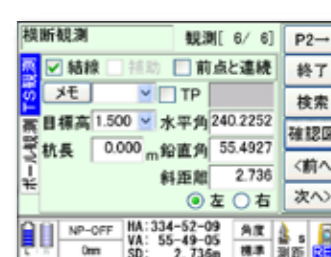 横断観測 観測[ 6/ 6] P2→
☑ 結線 補助 前点と連続 終了
TS観測
メモ TP 検索
目標高 1.500 水平角 240.2252 確認
杭長 0.000 m 鉛直角 55.4927 <前へ
ポール観測
斜距離 2.736 次へ>
左 右
NP-OFF HA:334-52-09 角度 S
0mm VA: 55-49-05 標準 測距
SD: 2.736m